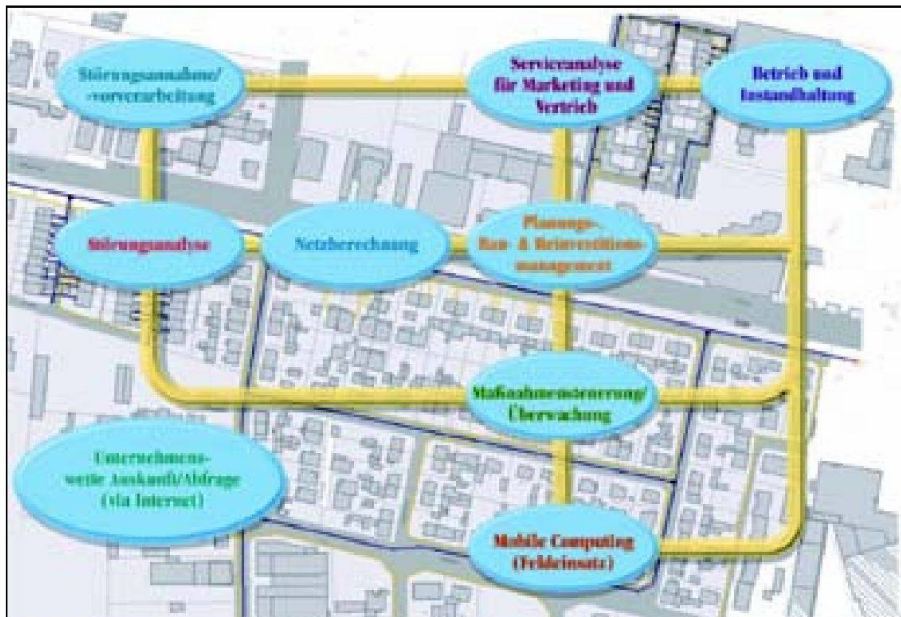 Störungsannahme/
-vorverarbeitung
Serviceanalyse
für Marketing und
Vertrieb
Betrieb und
Instandhaltung
Störungsanalyse
Netzberechnung
Planungs-,
Bau- & Reinvestitions-
management
Maßnahmensteuerung/
Überwachung
Unternehmens-
weite Auskunft/Abfrage
(via Internet)
Mobile Computing
(Feldeinsatz)